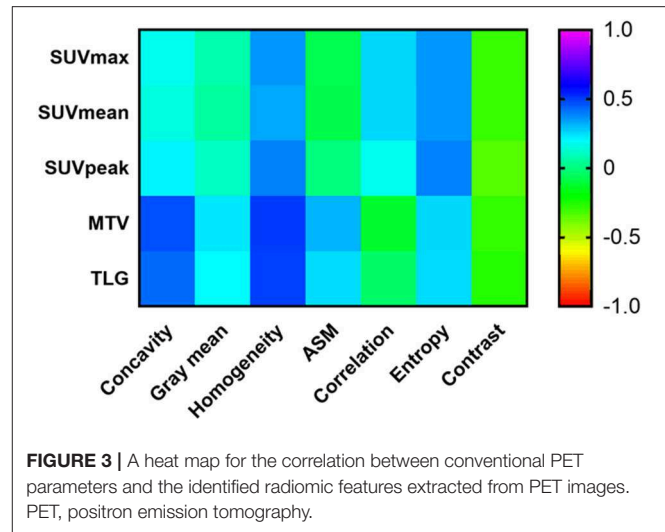 SUVmax
SUVmean
SUVpeak
MTV
TLG
Concavity
Gray mean
Homogeneity
ASM
Correlation
Entropy
Contrast
1.0
0.5
0
-0.5
-1.0
FIGURE 3 | A heat map for the correlation between conventional PET
parameters and the identified radiomic features extracted from PET images.
PET, positron emission tomography.